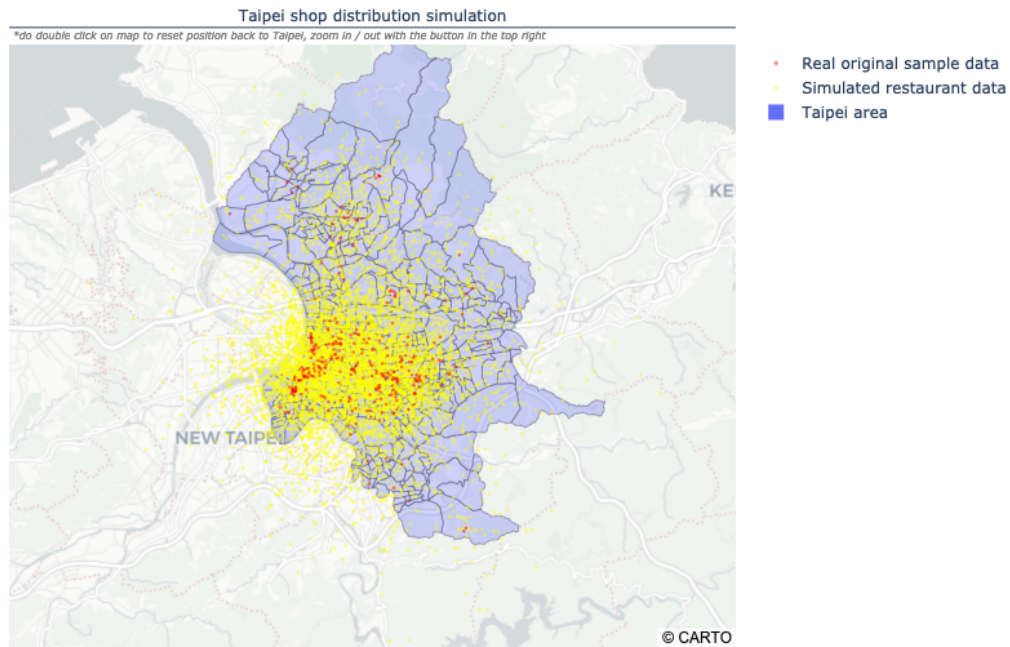 Taipei shop distribution simulation
*do double click on map to reset position back to Taipei, zoom in / out with the button in the top right
Real original sample data
Simulated restaurant data
Taipei area
KE
NEW TAIPEI
© CARTO